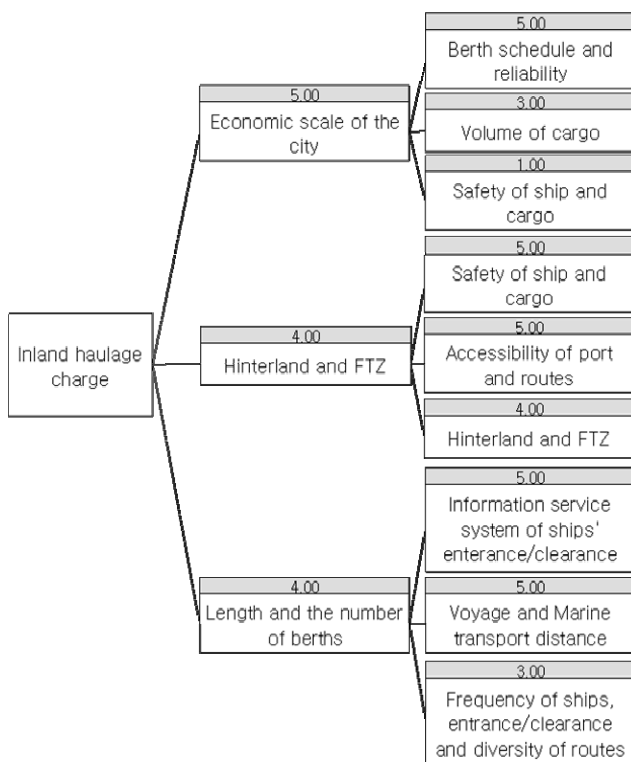 Inland haulage
charge
5.00
Economic scale of the
city
5.00
Berth schedule and
reliability
3.00
Volume of cargo
1.00
Safety of ship and
cargo
4.00
Hinterland and FTZ
5.00
Safety of ship and
cargo
5.00
Accessibility of port
and routes
4.00
Hinterland and FTZ
4.00
Length and the number
of berths
5.00
Information service
system of ships'
enterance/clearance
5.00
Voyage and Marine
transport distance
3.00
Frequency of ships,
entrance/clearance
and diversity of routes